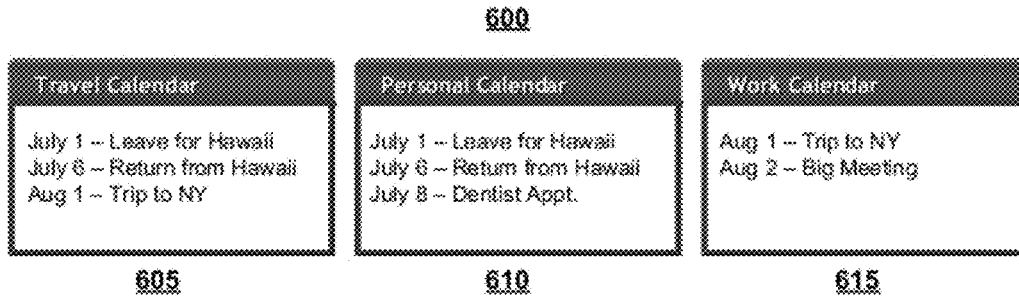 600
Travel Calendar
July 1 -- Leave for Hawaii
July 6 -- Return from Hawaii
Aug 1 -- Trip to NY
605
Personal Calendar
July 1 -- Leave for Hawaii
July 6 -- Return from Hawaii
July 8 -- Dentist Appt.
610
Work Calendar
Aug 1 -- Trip to NY
Aug 2 -- Big Meeting
615